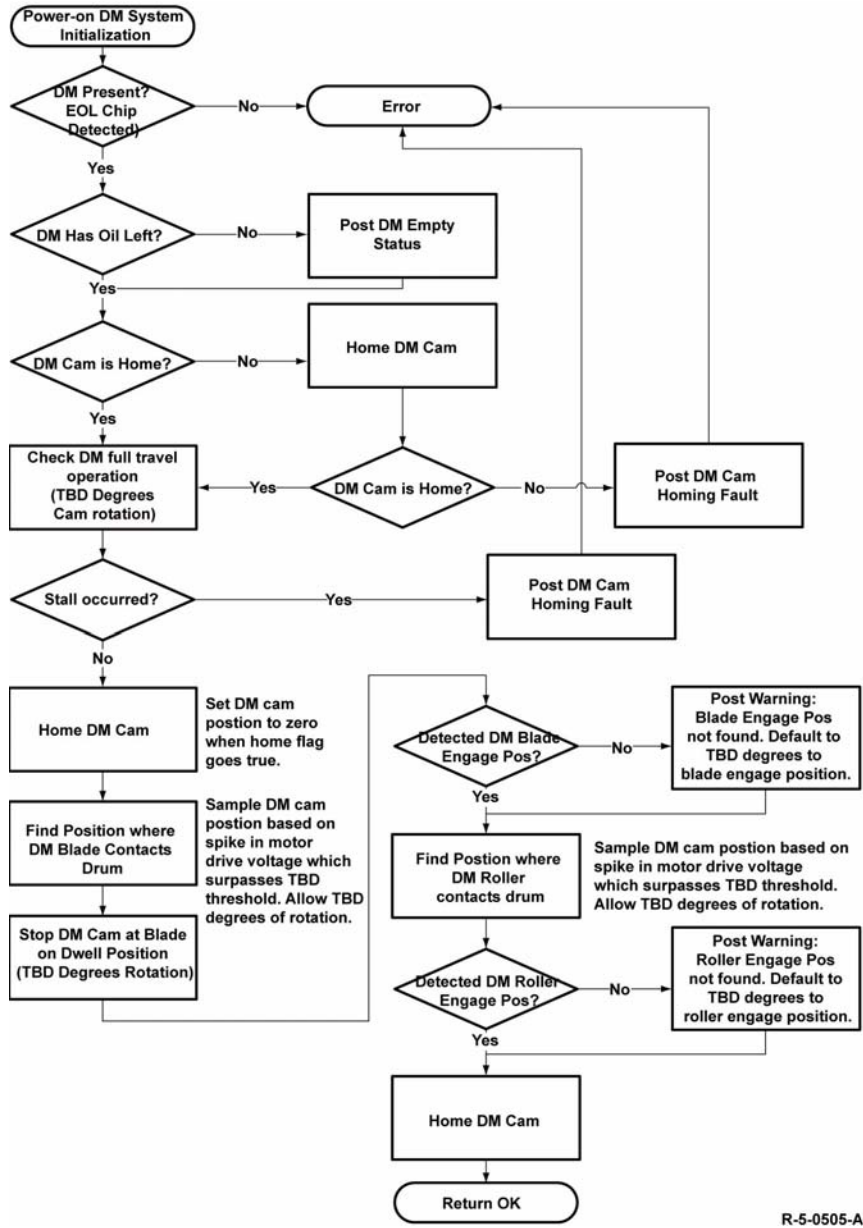 Power-on DM System
Initialization
DM Present?
EOL Chip
Detected)
No
Error
Yes
DM Has Oil Left?
No
Post DM Empty
Status
Yes
DM Cam is Home?
No
Home DM Cam
Yes
Check DM full travel
operation
(TBD Degrees
Cam rotation)
Yes
DM Cam is Home?
No
Post DM Cam
Homing Fault
Stall occurred?
Yes
Post DM Cam
Homing Fault
No
Home DM Cam
Set DM cam
postion to zero
when home flag
goes true.
Find Position where
DM Blade Contacts
Drum
Sample DM cam
postion based on
spike in motor
drive voltage which
surpasses TBD
threshold. Allow TBD
degrees of rotation.
Stop DM Cam at Blade
on Dwell Position
(TBD Degrees Rotation)
Detected DM Blade
Engage Pos?
No
Post Warning:
Blade Engage Pos
not found. Default to
TBD degrees to
blade engage position.
Yes
Find Postion where
DM Roller
contacts drum
Sample DM cam postion based on
spike in motor drive voltage
which surpasses TBD threshold.
Allow TBD degrees of rotation.
Detected DM Roller
Engage Pos?
No
Post Warning:
Roller Engage Pos
not found. Default to
TBD degrees to
roller engage position.
Yes
Home DM Cam
Return OK
R-5-0505-A